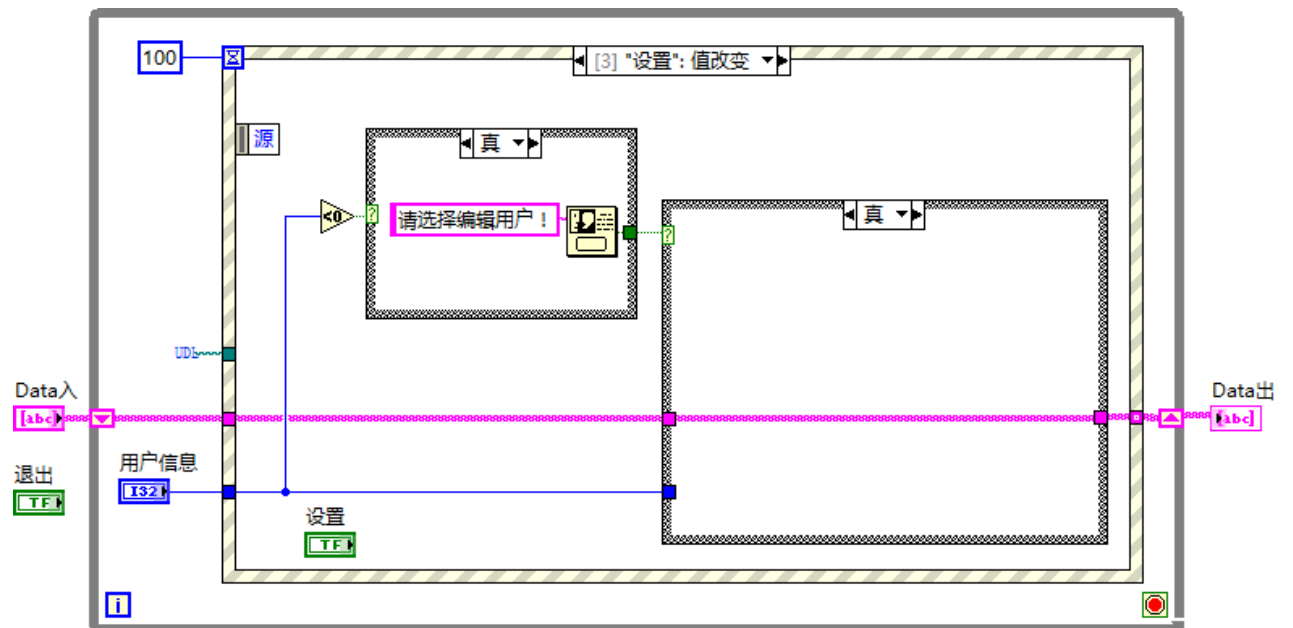 100
[3] "设置": 值改变
源
真
<0
?
请选择编辑用户！
真
?
UDL
Data入
[abc]
Data出
[abc]
用户信息
I32
退出
TF
设置
TF
i